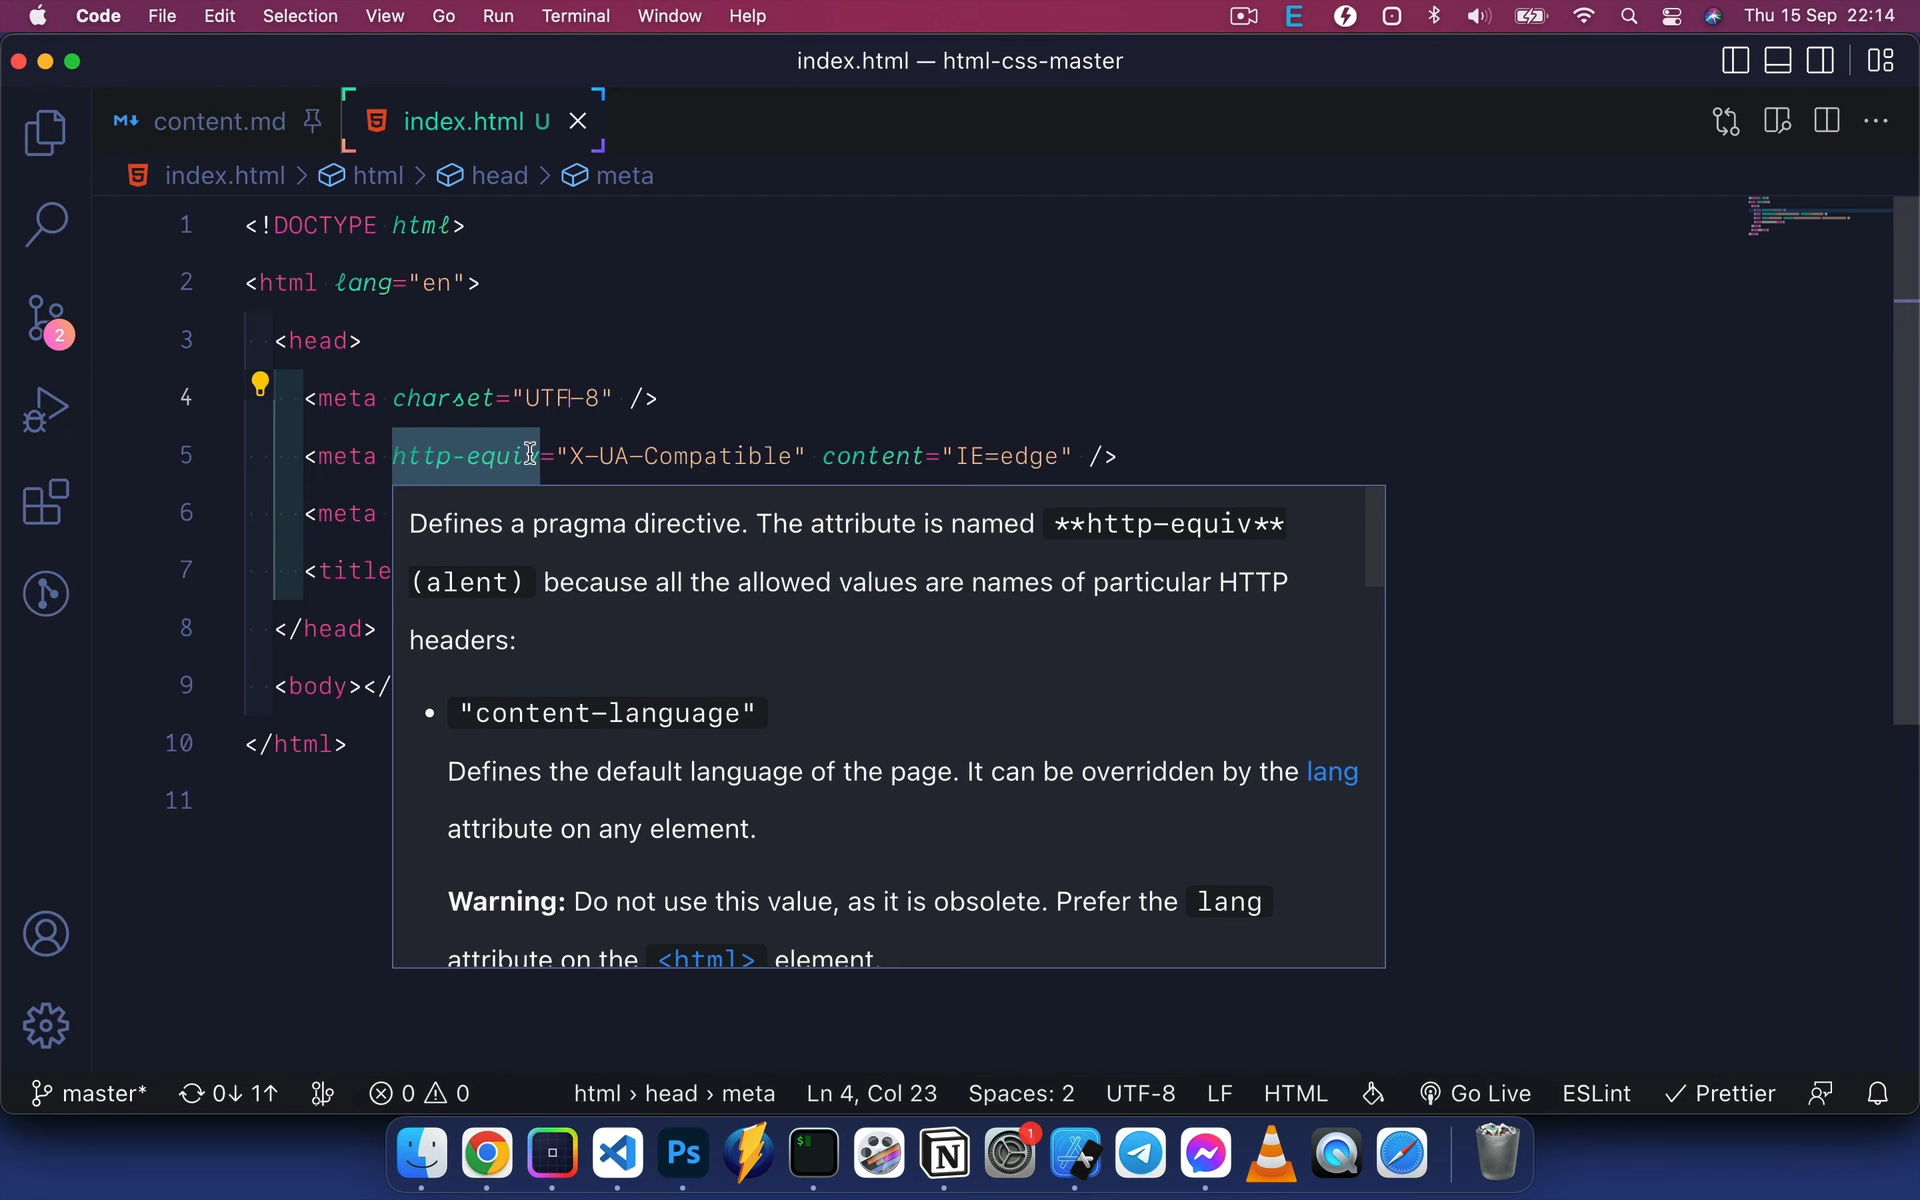 Code File Edit Selection View Go Run Terminal Window Help E Thu 15 Sep 22:14
index.html — html-css-master
content.md index.html U
index.html > html > head > meta
1 <!DOCTYPE html>
2 <html lang="en">
3 <head>
4 <meta charset="UTF-8" />
5 <meta http-equiv="X-UA-Compatible" content="IE=edge" />
6 <meta
7 <title
8 </head>
9 <body></
10 </html>
11
Defines a pragma directive. The attribute is named **http-equiv**
(alent) because all the allowed values are names of particular HTTP
headers:
• "content-language"
Defines the default language of the page. It can be overridden by the lang
attribute on any element.
Warning: Do not use this value, as it is obsolete. Prefer the lang
attribute on the <html> element.
2
master* 0↓ 1↑ 0 0 html › head › meta Ln 4, Col 23 Spaces: 2 UTF-8 LF HTML Go Live ESLint Prettier
Ps $ N 1